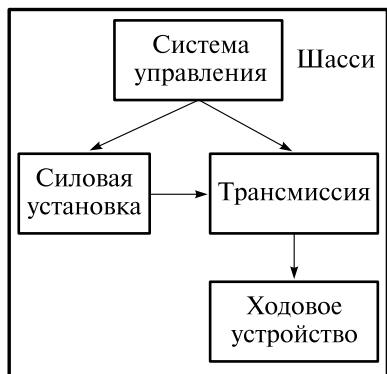 Система
управления
Шасси
Силовая
установка
Трансмиссия
Ходовое
устройство